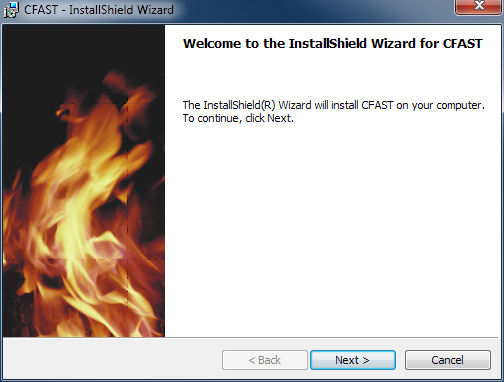 CFAST - InstallShield Wizard
Welcome to the InstallShield Wizard for CFAST
The InstallShield(R) Wizard will install CFAST on your computer.
To continue, click Next.
< Back
Next >
Cancel